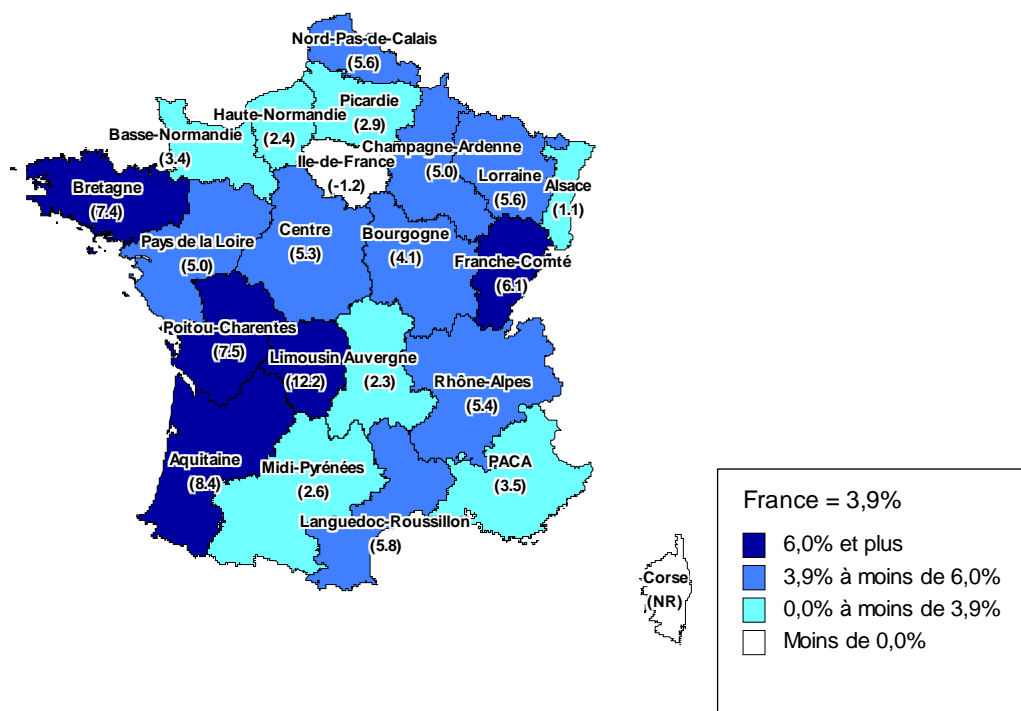 Nord-Pas-de-Calais
(5.6)
Picardie
(2.9)
Haute-Normandie
(2.4)
Basse-Normandie
(3.4)
Champagne-Ardenne
(5.0)
Ile-de-France
(-1.2)
Lorraine
(5.6)
Alsace
(1.1)
Bretagne
(7.4)
Pays de la Loire
(5.0)
Centre
(5.3)
Bourgogne
(4.1)
Franche-Comté
(6.1)
Poitou-Charentes
(7.5)
Limousin
(12.2)
Auvergne
(2.3)
Rhône-Alpes
(5.4)
Aquitaine
(8.4)
Midi-Pyrénées
(2.6)
PACA
(3.5)
Languedoc-Roussillon
(5.8)
Corse
(NR)
France = 3,9%
6,0% et plus
3,9% à moins de 6,0%
0,0% à moins de 3,9%
Moins de 0,0%